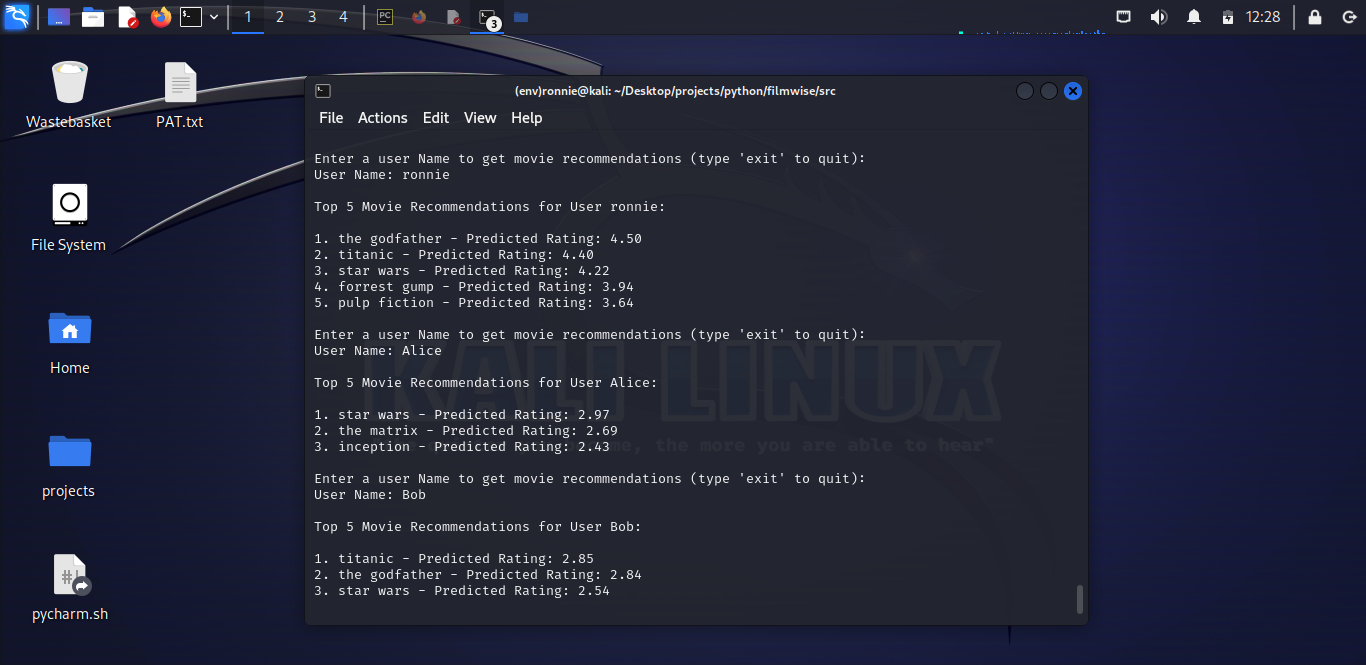 1 2 3 4 PC 3 12:28
(env)ronnie@kali: ~/Desktop/projects/python/filmwise/src
File Actions Edit View Help
Wastebasket
PAT.txt
File System
Home
projects
pycharm.sh
Enter a user Name to get movie recommendations (type 'exit' to quit):
User Name: ronnie
Top 5 Movie Recommendations for User ronnie:
1. the godfather - Predicted Rating: 4.50
2. titanic - Predicted Rating: 4.40
3. star wars - Predicted Rating: 4.22
4. forrest gump - Predicted Rating: 3.94
5. pulp fiction - Predicted Rating: 3.64
Enter a user Name to get movie recommendations (type 'exit' to quit):
User Name: Alice
Top 5 Movie Recommendations for User Alice:
1. star wars - Predicted Rating: 2.97
2. the matrix - Predicted Rating: 2.69
3. inception - Predicted Rating: 2.43
Enter a user Name to get movie recommendations (type 'exit' to quit):
User Name: Bob
Top 5 Movie Recommendations for User Bob:
1. titanic - Predicted Rating: 2.85
2. the godfather - Predicted Rating: 2.84
3. star wars - Predicted Rating: 2.54
KALI LINUX
the more you are able to hear"